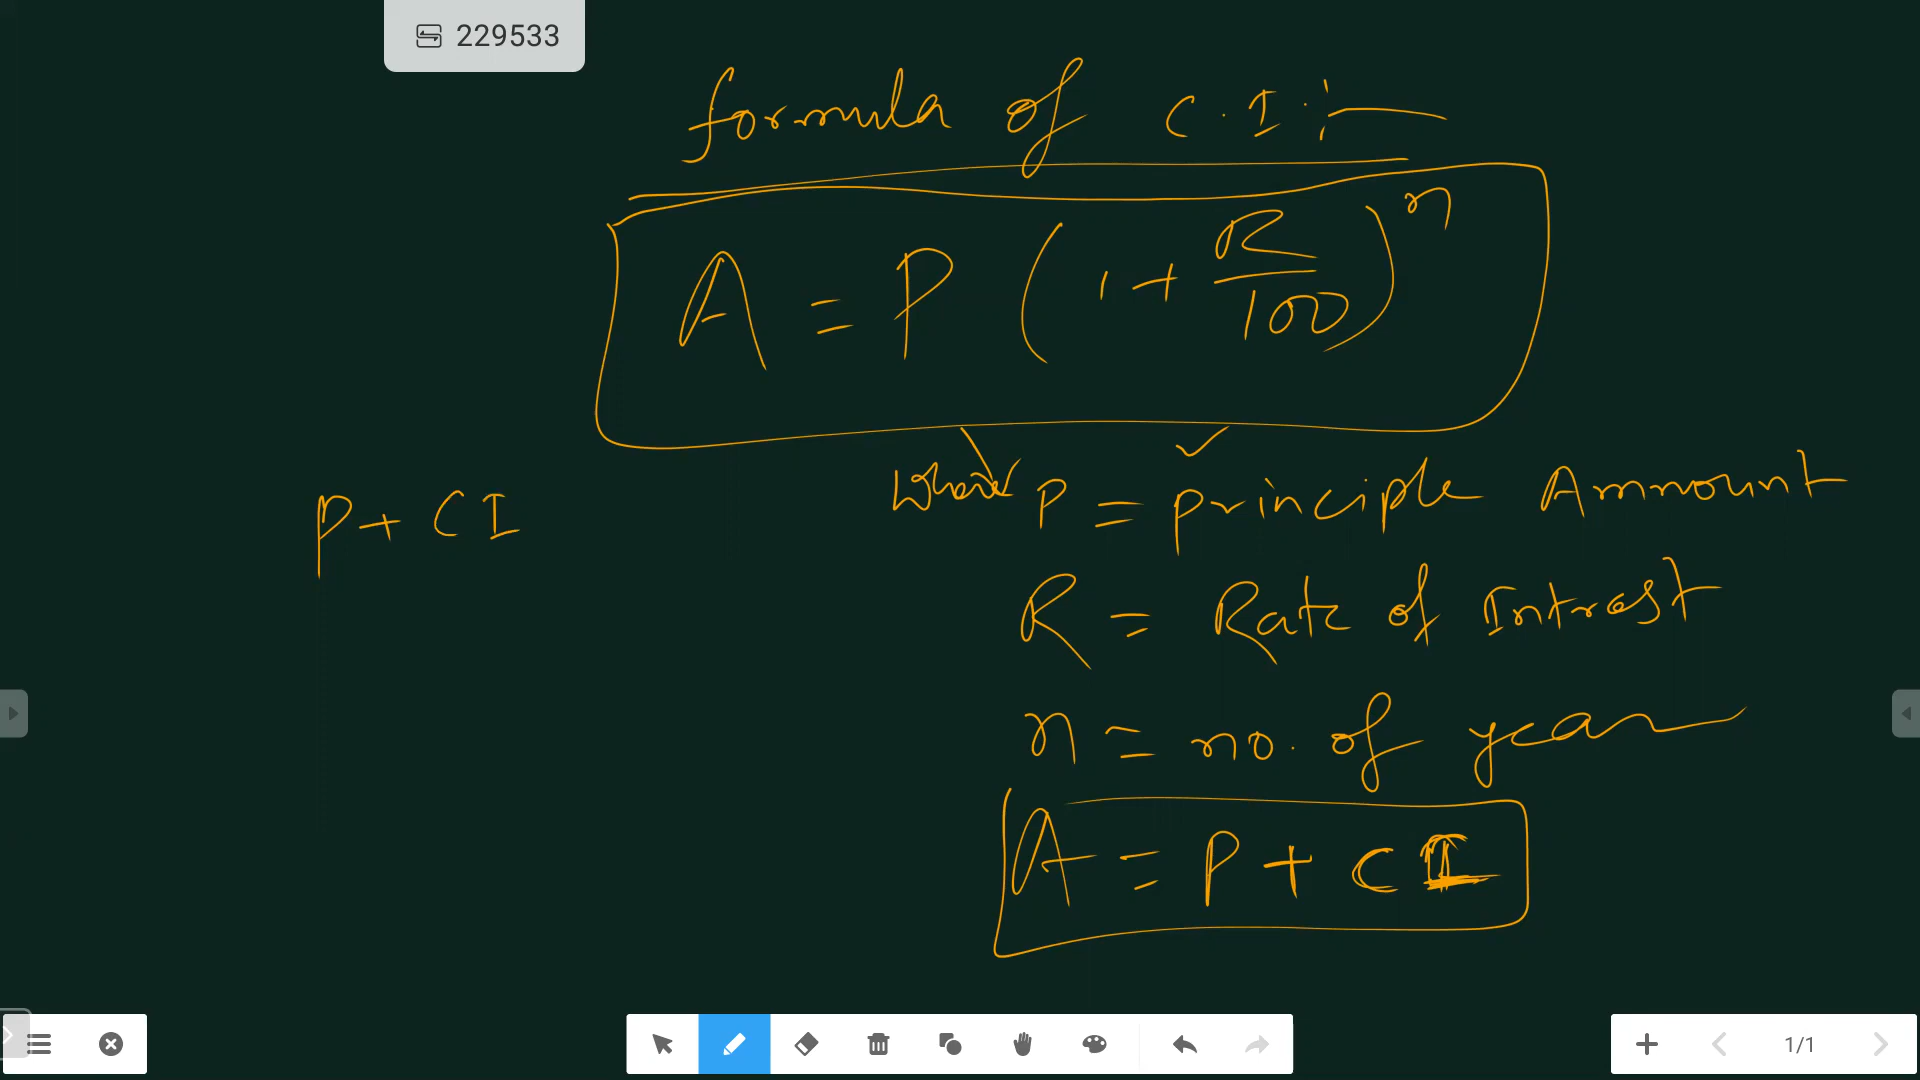 229533
formula of C.I :-
A = P (1 + R/100)^n
P + CI
Where P = principle Ammount
R = Rate of Intrest
n = no. of year
A = P + CI
1/1